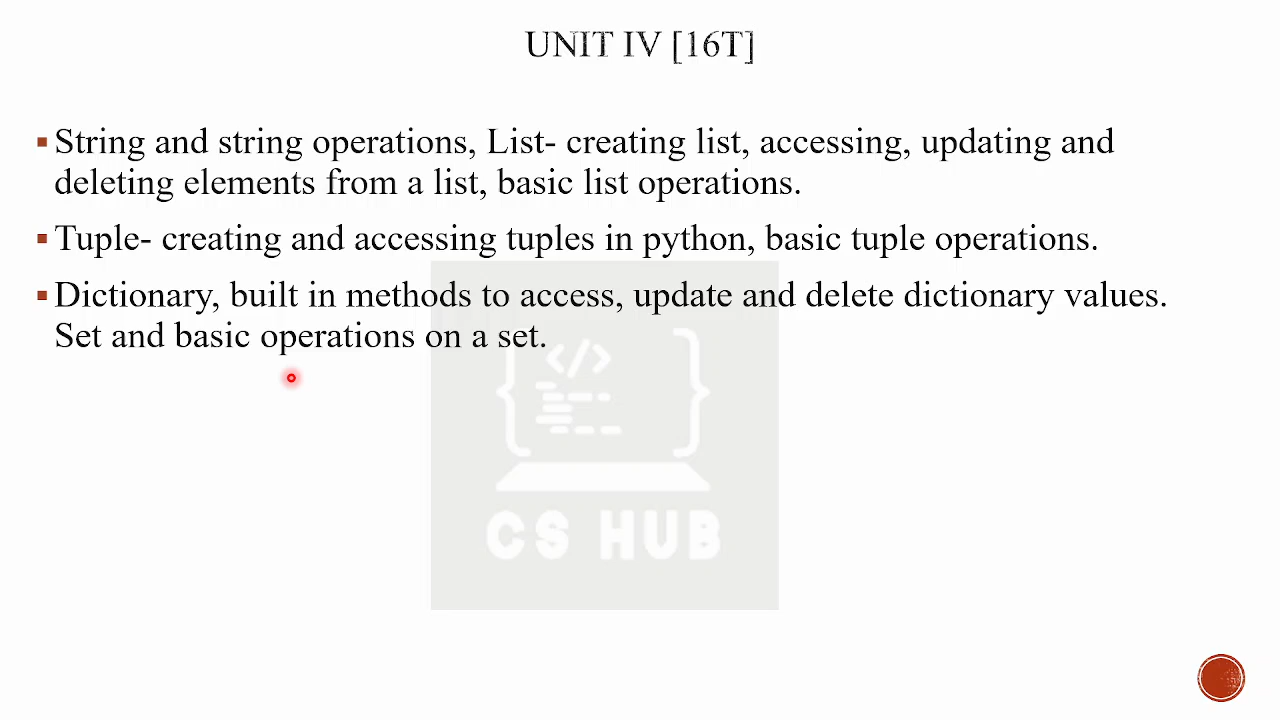 UNIT IV [16T]
String and string operations, List- creating list, accessing, updating and
deleting elements from a list, basic list operations.
Tuple- creating and accessing tuples in python, basic tuple operations.
Dictionary, built in methods to access, update and delete dictionary values.
Set and basic operations on a set.
</>
CS HUB